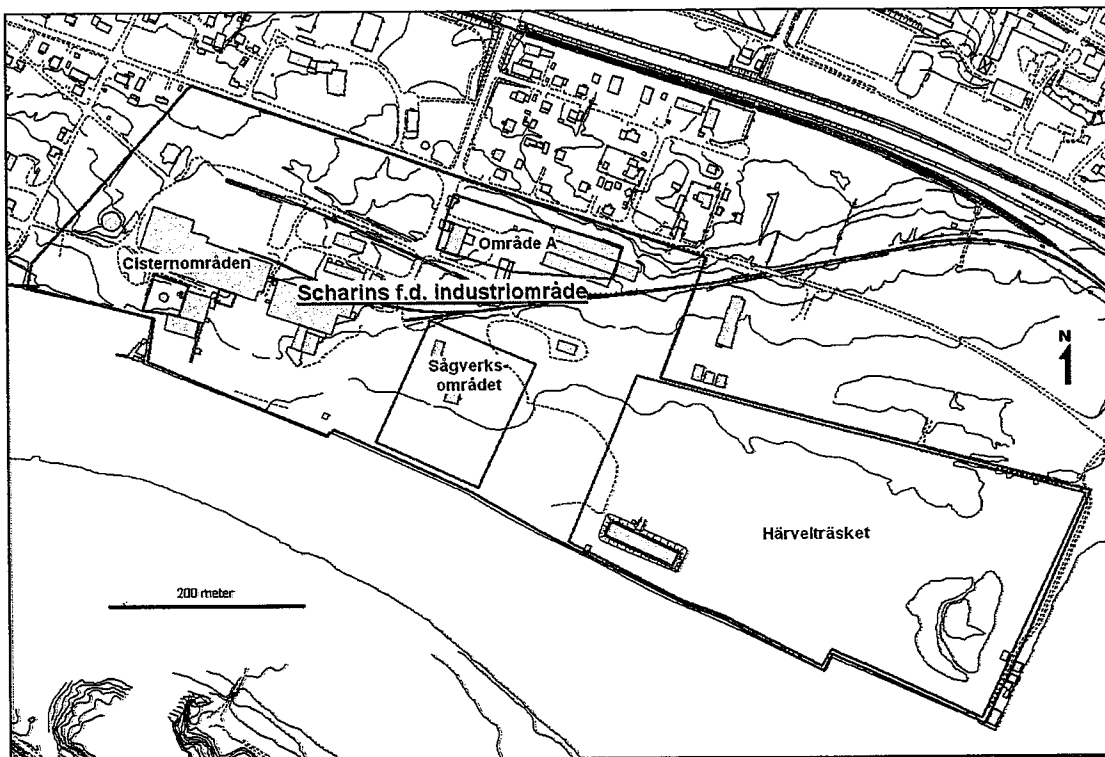 Område A
Cisternområden
Scharins f.d. industriområde
N
Sågverks-
området
Härvelträsket
200 meter